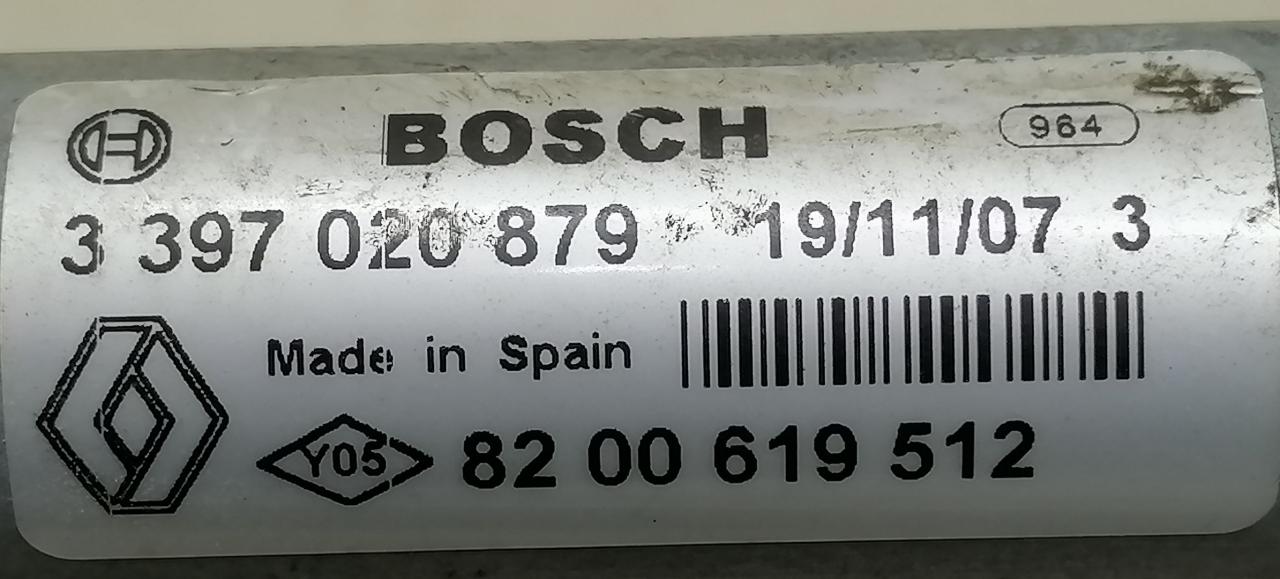 BOSCH 964
3 397 020 879 19/11/07 3
Made in Spain
Y05 82 00 619 512